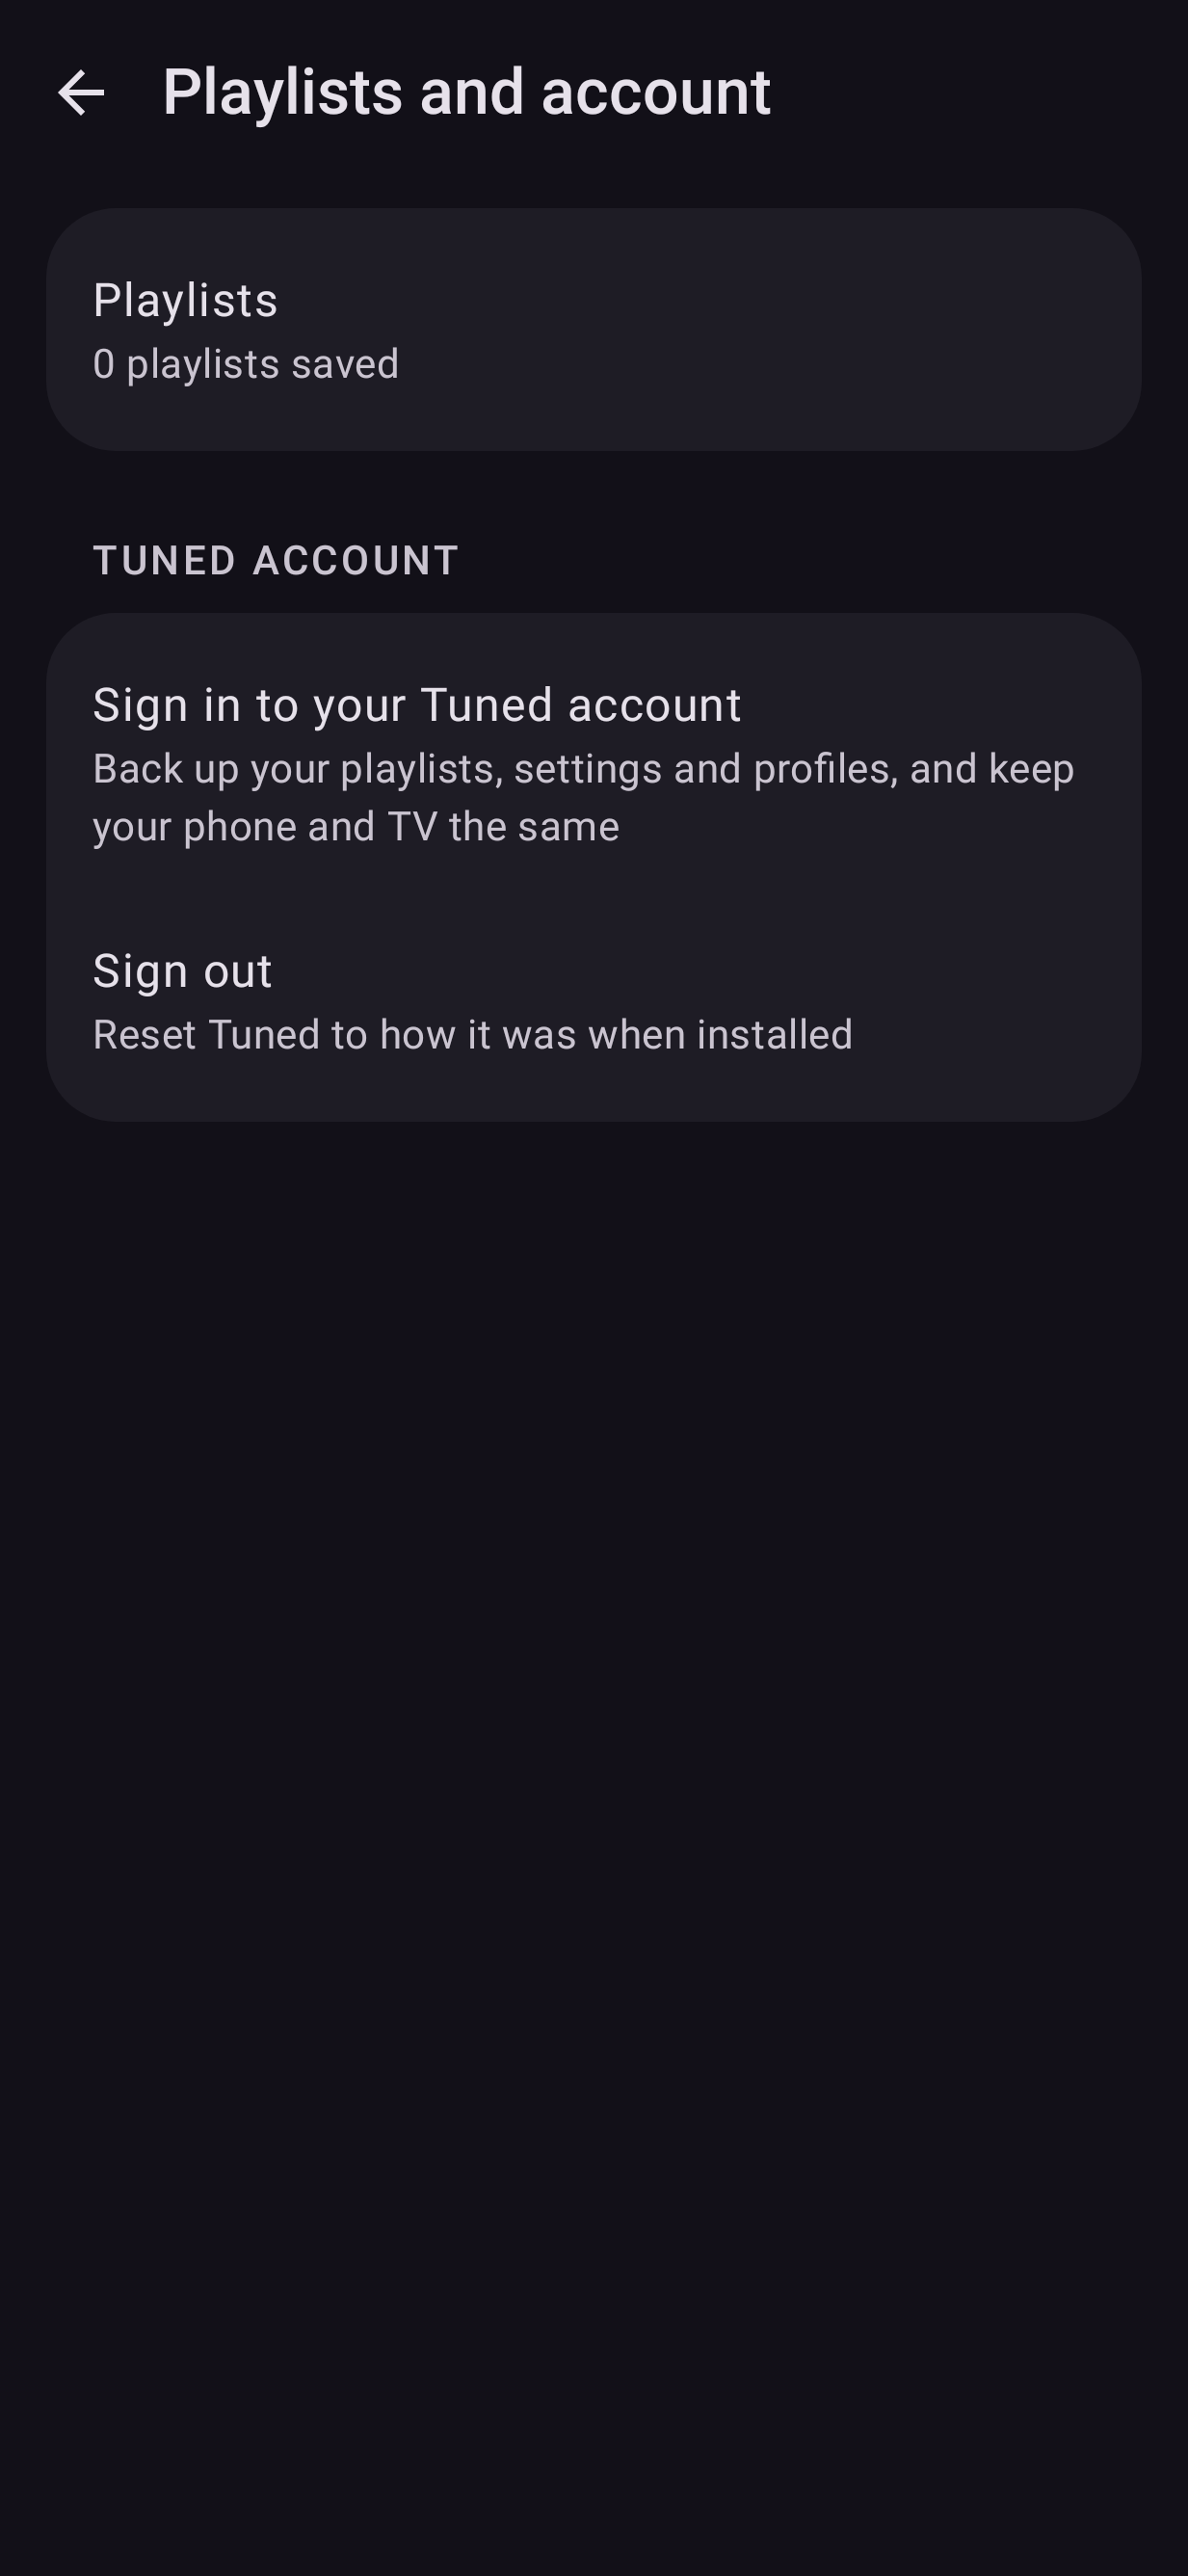 Playlists and account
Playlists
0 playlists saved
TUNED ACCOUNT
Sign in to your Tuned account
Back up your playlists, settings and profiles, and keep
your phone and TV the same
Sign out
Reset Tuned to how it was when installed